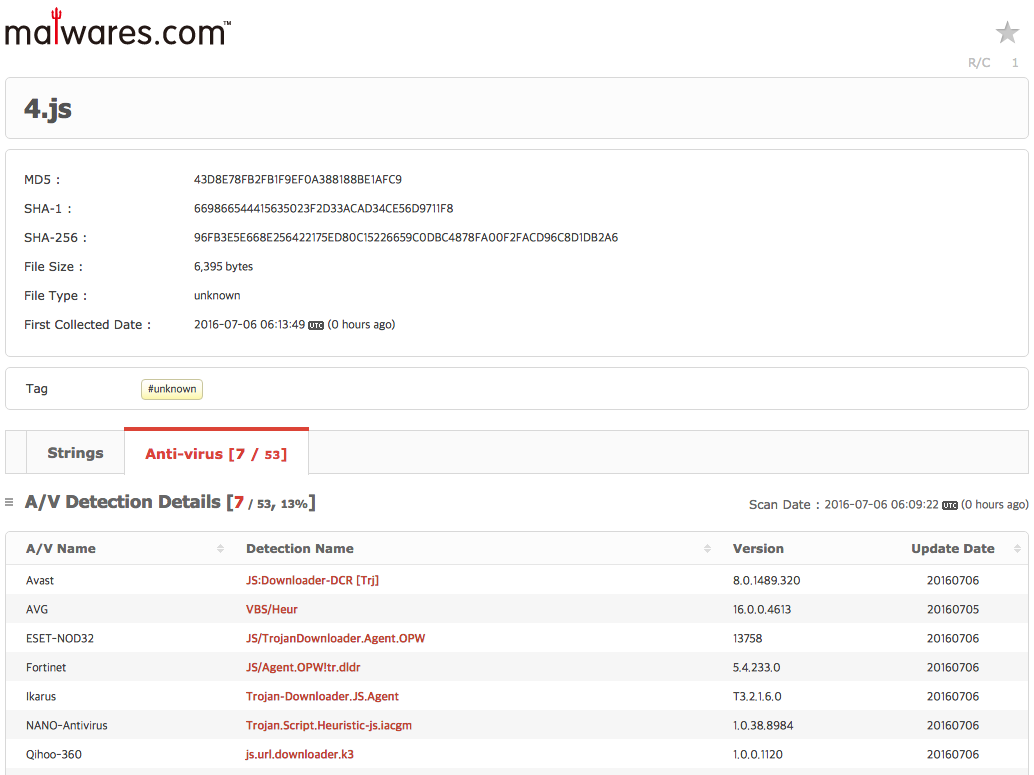 malwares.com™
R/C 1
4.js
MD5 : 43D8E78FB2FB1F9EF0A388188BE1AFC9
SHA-1 : 669866544415635023F2D33ACAD34CE56D9711F8
SHA-256 : 96FB3E5E668E256422175ED80C15226659C0DBC4878FA00F2FACD96C8D1DB2A6
File Size : 6,395 bytes
File Type : unknown
First Collected Date : 2016-07-06 06:13:49 UTC (0 hours ago)
Tag #unknown
Strings Anti-virus [7 / 53]
A/V Detection Details [7 / 53, 13%] Scan Date : 2016-07-06 06:09:22 UTC (0 hours ago)
A/V Name Detection Name Version Update Date
Avast JS:Downloader-DCR [Trj] 8.0.1489.320 20160706
AVG VBS/Heur 16.0.0.4613 20160705
ESET-NOD32 JS/TrojanDownloader.Agent.OPW 13758 20160706
Fortinet JS/Agent.OPW!tr.dldr 5.4.233.0 20160706
Ikarus Trojan-Downloader.JS.Agent T3.2.1.6.0 20160706
NANO-Antivirus Trojan.Script.Heuristic-js.iacgm 1.0.38.8984 20160706
Qihoo-360 js.url.downloader.k3 1.0.0.1120 20160706